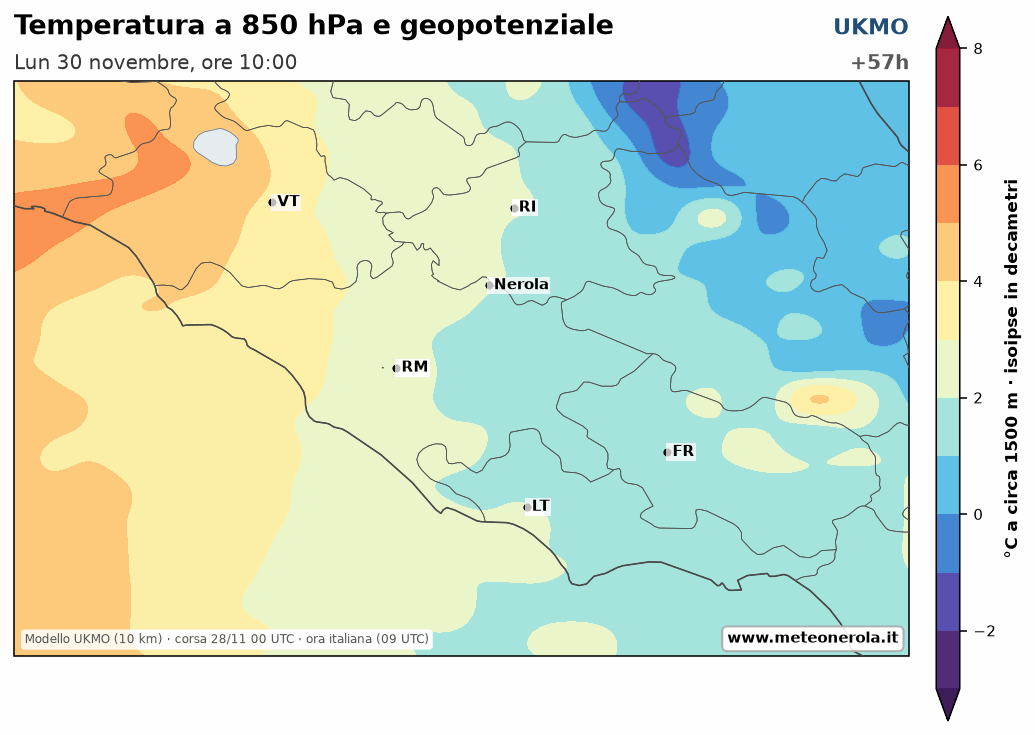 Temperatura a 850 hPa e geopotenziale
UKMO
Lun 30 novembre, ore 10:00
+57h
VT
RI
Nerola
RM
FR
LT
Modello UKMO (10 km) · corsa 28/11 00 UTC · ora italiana (09 UTC)
www.meteonerola.it
8
6
4
2
0
−2
°C a circa 1500 m · isoipse in decametri